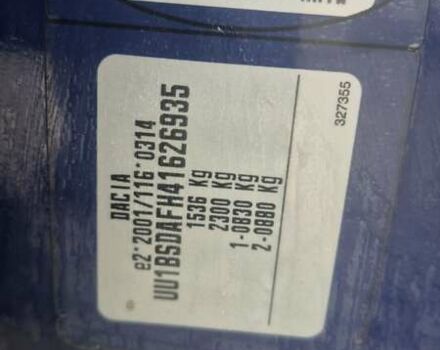 DACIA
e2*2001/116*0314
UU1BSDAFH41626935
1536 Kg
2300 Kg
1-0830 Kg
2-0880 Kg
327355